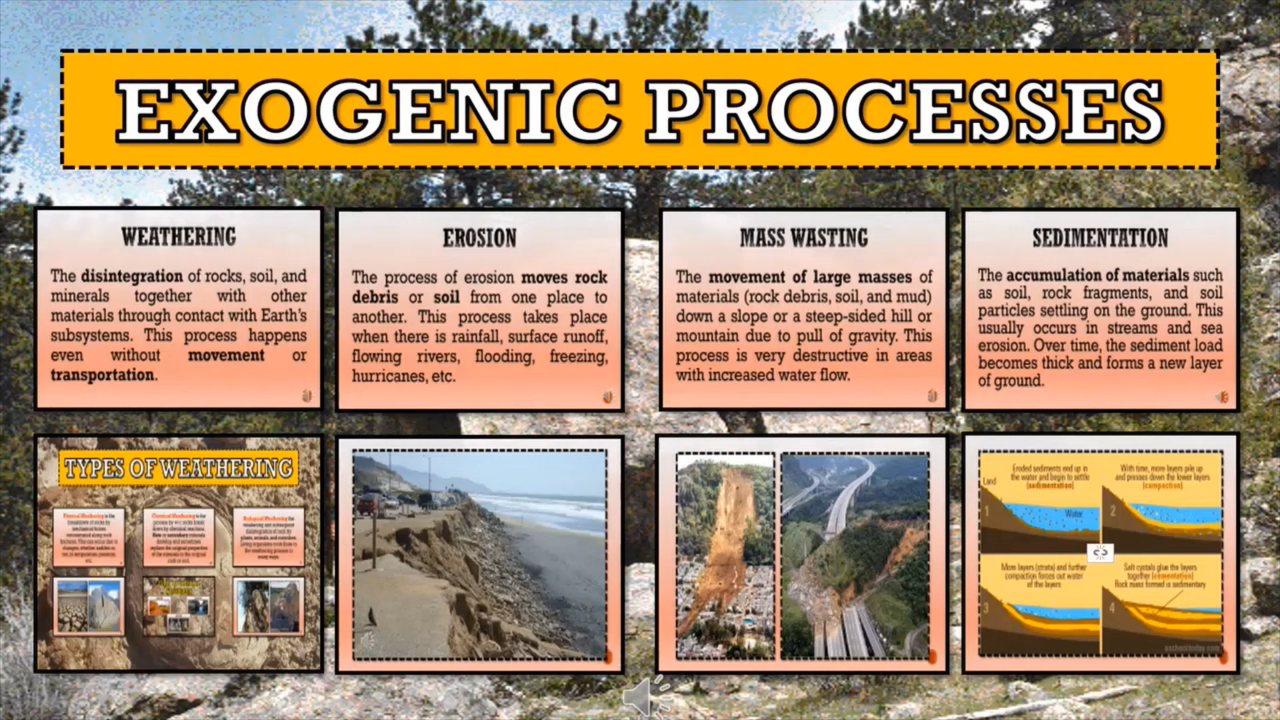 EXOGENIC PROCESSES
WEATHERING
The disintegration of rocks, soil, and
minerals together with other
materials through contact with Earth's
subsystems. This process happens
even without movement or
transportation.
EROSION
The process of erosion moves rock
debris or soil from one place to
another. This process takes place
when there is rainfall, surface runoff,
flowing rivers, flooding, freezing,
hurricanes, etc.
MASS WASTING
The movement of large masses of
materials (rock debris, soil, and mud)
down a slope or a steep-sided hill or
mountain due to pull of gravity. This
process is very destructive in areas
with increased water flow.
SEDIMENTATION
The accumulation of materials such
as soil, rock fragments, and soil
particles settling on the ground. This
usually occurs in streams and sea
erosion. Over time, the sediment load
becomes thick and forms a new layer
of ground.
TYPES OF WEATHERING
Land
Eroded sediments end up in
the water and begin to settle
(sedimentation)
1
Water
With time, more layers pile up
and presses down the lower layers
(compaction)
2
More layers (strata) and further
compaction forces out water
of the layers
3
Salt crystals glue the layers
together (cementation)
Rock mass formed is sedimentary
4